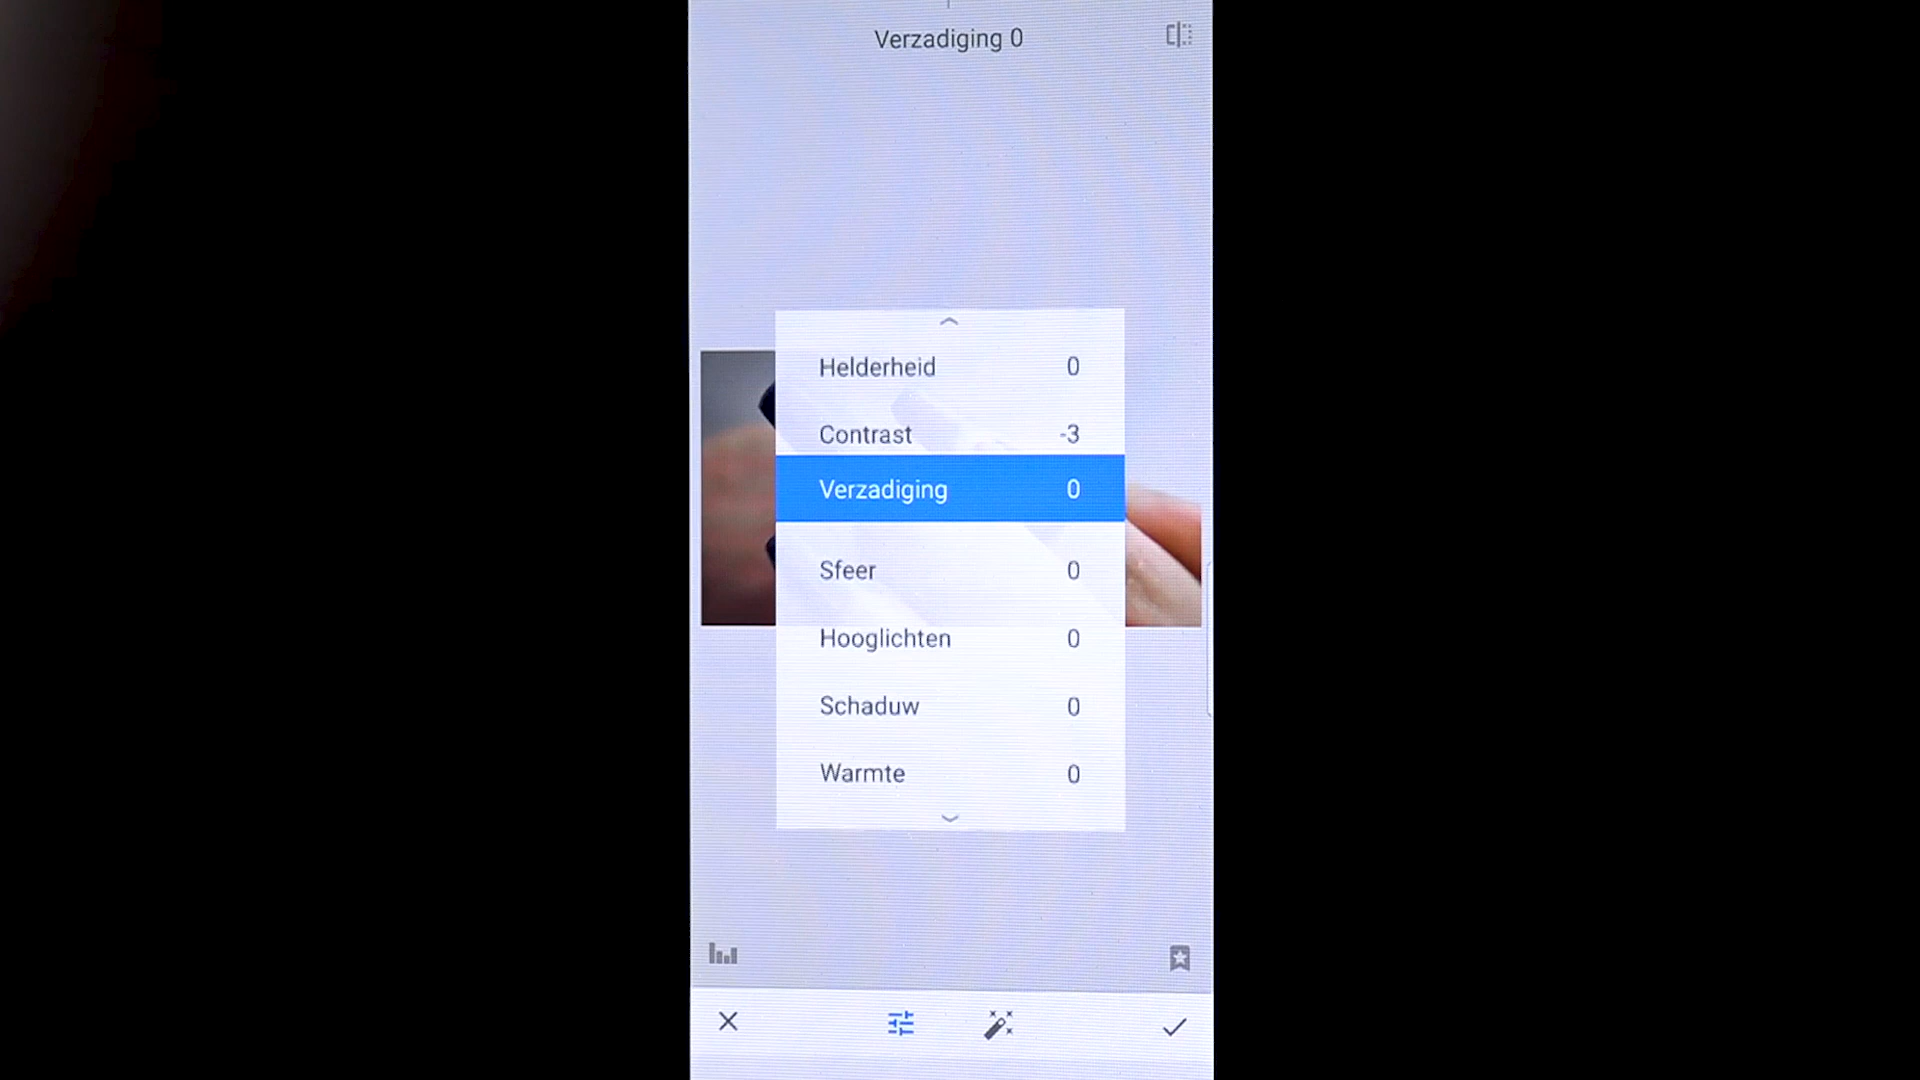 Verzadiging 0
Helderheid 0
Contrast -3
Verzadiging 0
Sfeer 0
Hooglichten 0
Schaduw 0
Warmte 0